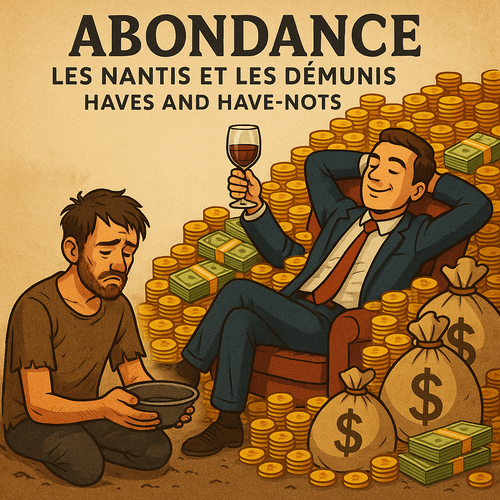 ABONDANCE
LES NANTIS ET LES DÉMUNIS
HAVES AND HAVE-NOTS
$
$
$